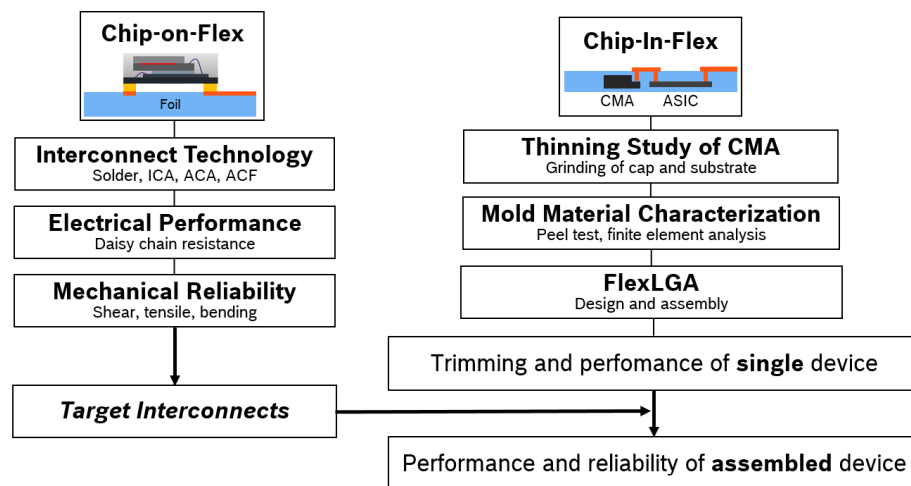 Chip-on-Flex
Foil
Interconnect Technology
Solder, ICA, ACA, ACF
Electrical Performance
Daisy chain resistance
Mechanical Reliability
Shear, tensile, bending
Target Interconnects
Chip-In-Flex
CMA ASIC
Thinning Study of CMA
Grinding of cap and substrate
Mold Material Characterization
Peel test, finite element analysis
FlexLGA
Design and assembly
Trimming and perfomance of single device
Performance and reliability of assembled device